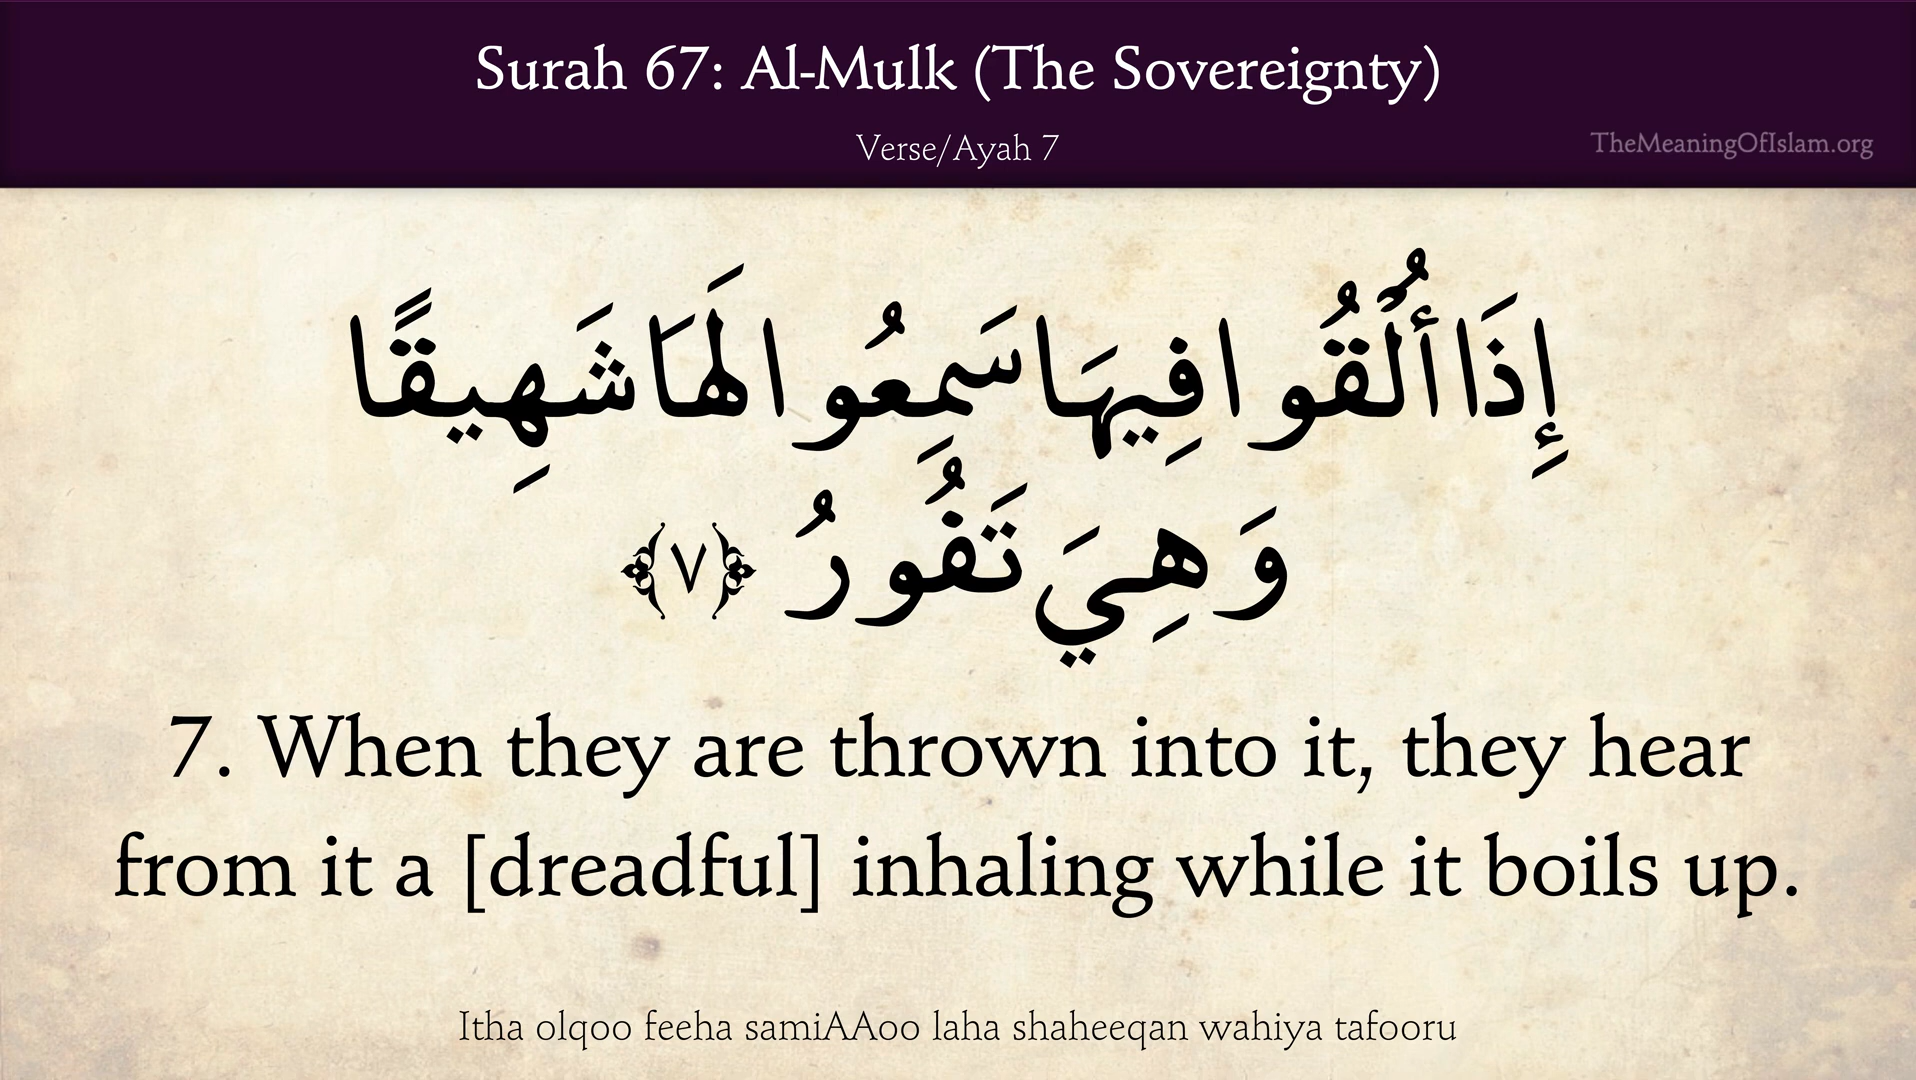 Surah 67: Al-Mulk (The Sovereignty)
Verse/Ayah 7
TheMeaningOfIslam.org
إِذَا أُلْقُوا فِيهَا سَمِعُوا لَهَا شَهِيقًا
وَهِيَ تَفُورُ ﴿٧﴾
7. When they are thrown into it, they hear
from it a [dreadful] inhaling while it boils up.
Itha olqoo feeha samiAAoo laha shaheeqan wahiya tafooru